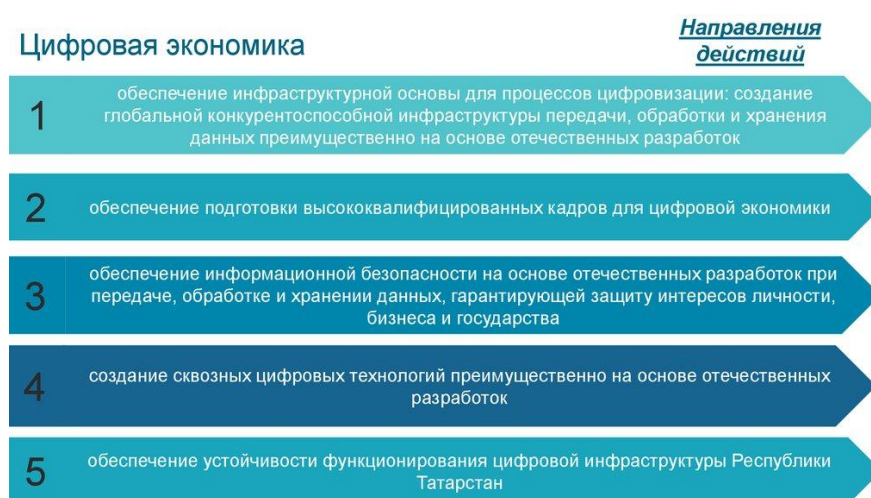 Цифровая экономика
Направления
действий
1
обеспечение инфраструктурной основы для процессов цифровизации: создание
глобальной конкурентоспособной инфраструктуры передачи, обработки и хранения
данных преимущественно на основе отечественных разработок
2
обеспечение подготовки высококвалифицированных кадров для цифровой экономики
3
обеспечение информационной безопасности на основе отечественных разработок при
передаче, обработке и хранении данных, гарантирующей защиту интересов личности,
бизнеса и государства
4
создание сквозных цифровых технологий преимущественно на основе отечественных
разработок
5
обеспечение устойчивости функционирования цифровой инфраструктуры Республики
Татарстан